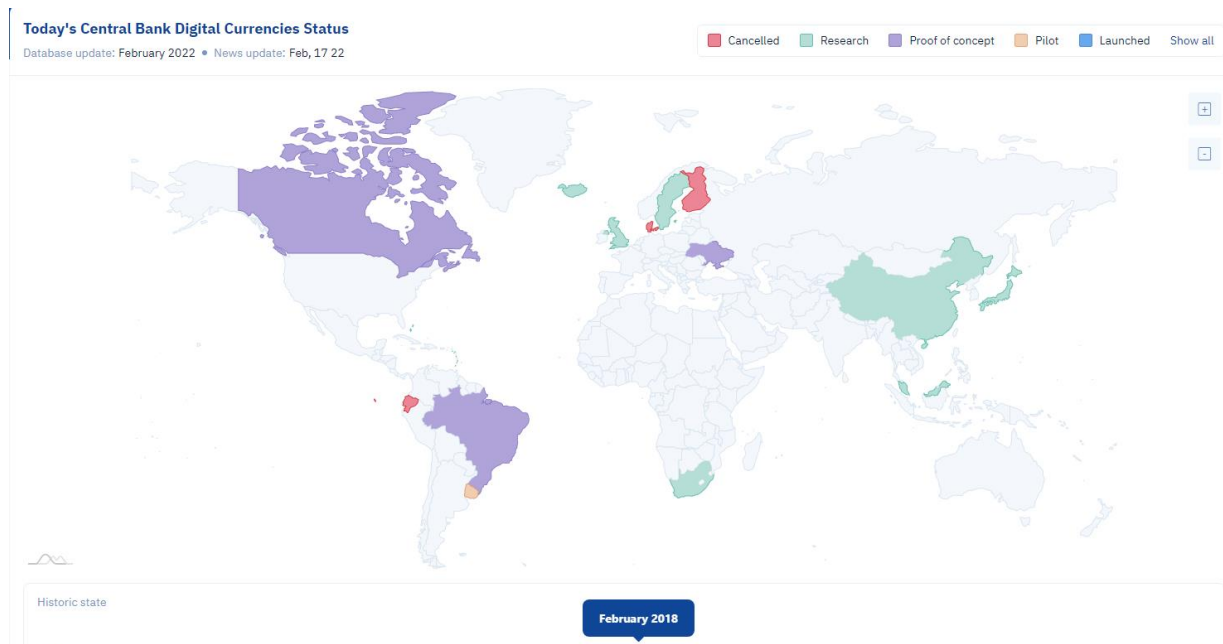 Today's Central Bank Digital Currencies Status
Database update: February 2022 • News update: Feb, 17 22
Cancelled Research Proof of concept Pilot Launched Show all
+
-
Historic state
February 2018